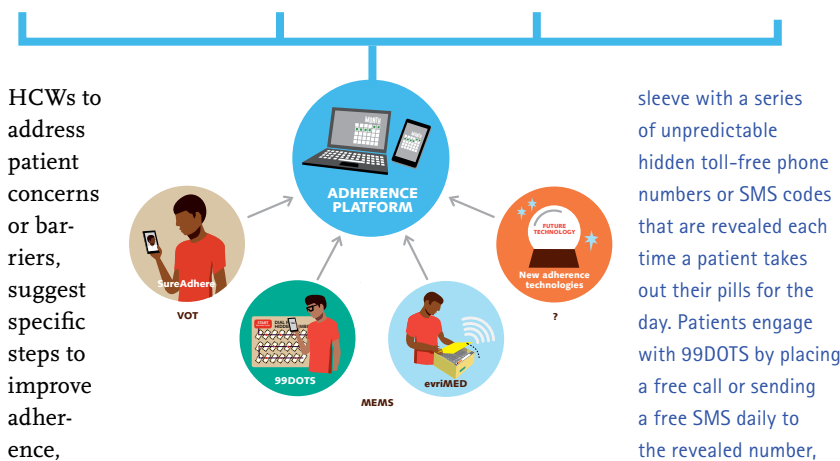 HCWs to
address
patient
concerns
or bar-
riers,
suggest
specific
steps to
improve
adher-
ence,
MONTH
ADHERENCE
PLATFORM
SureAdhere
VOT
START
DIAL
HIDDEN
99DOTS
MEMS
evriMED
FUTURE
TECHNOLOGY
New adherence
technologies
?
sleeve with a series
of unpredictable
hidden toll-free phone
numbers or SMS codes
that are revealed each
time a patient takes
out their pills for the
day. Patients engage
with 99DOTS by placing
a free call or sending
a free SMS daily to
the revealed number,